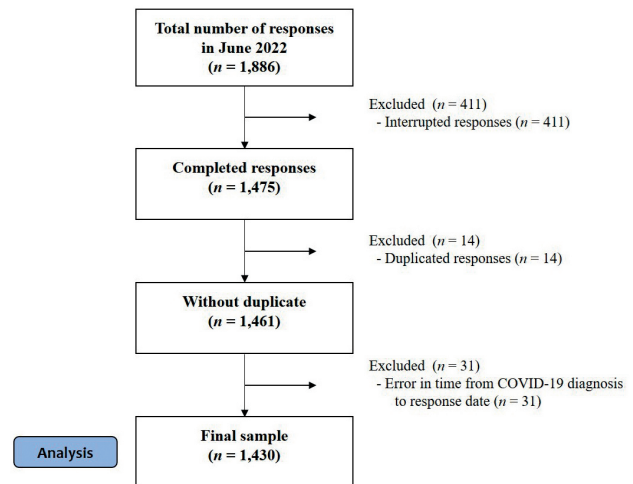 Total number of responses
in June 2022
(n = 1,886)
Excluded (n = 411)
- Interrupted responses (n = 411)
Completed responses
(n = 1,475)
Excluded (n = 14)
- Duplicated responses (n = 14)
Without duplicate
(n = 1,461)
Excluded (n = 31)
- Error in time from COVID-19 diagnosis
to response date (n = 31)
Analysis
Final sample
(n = 1,430)